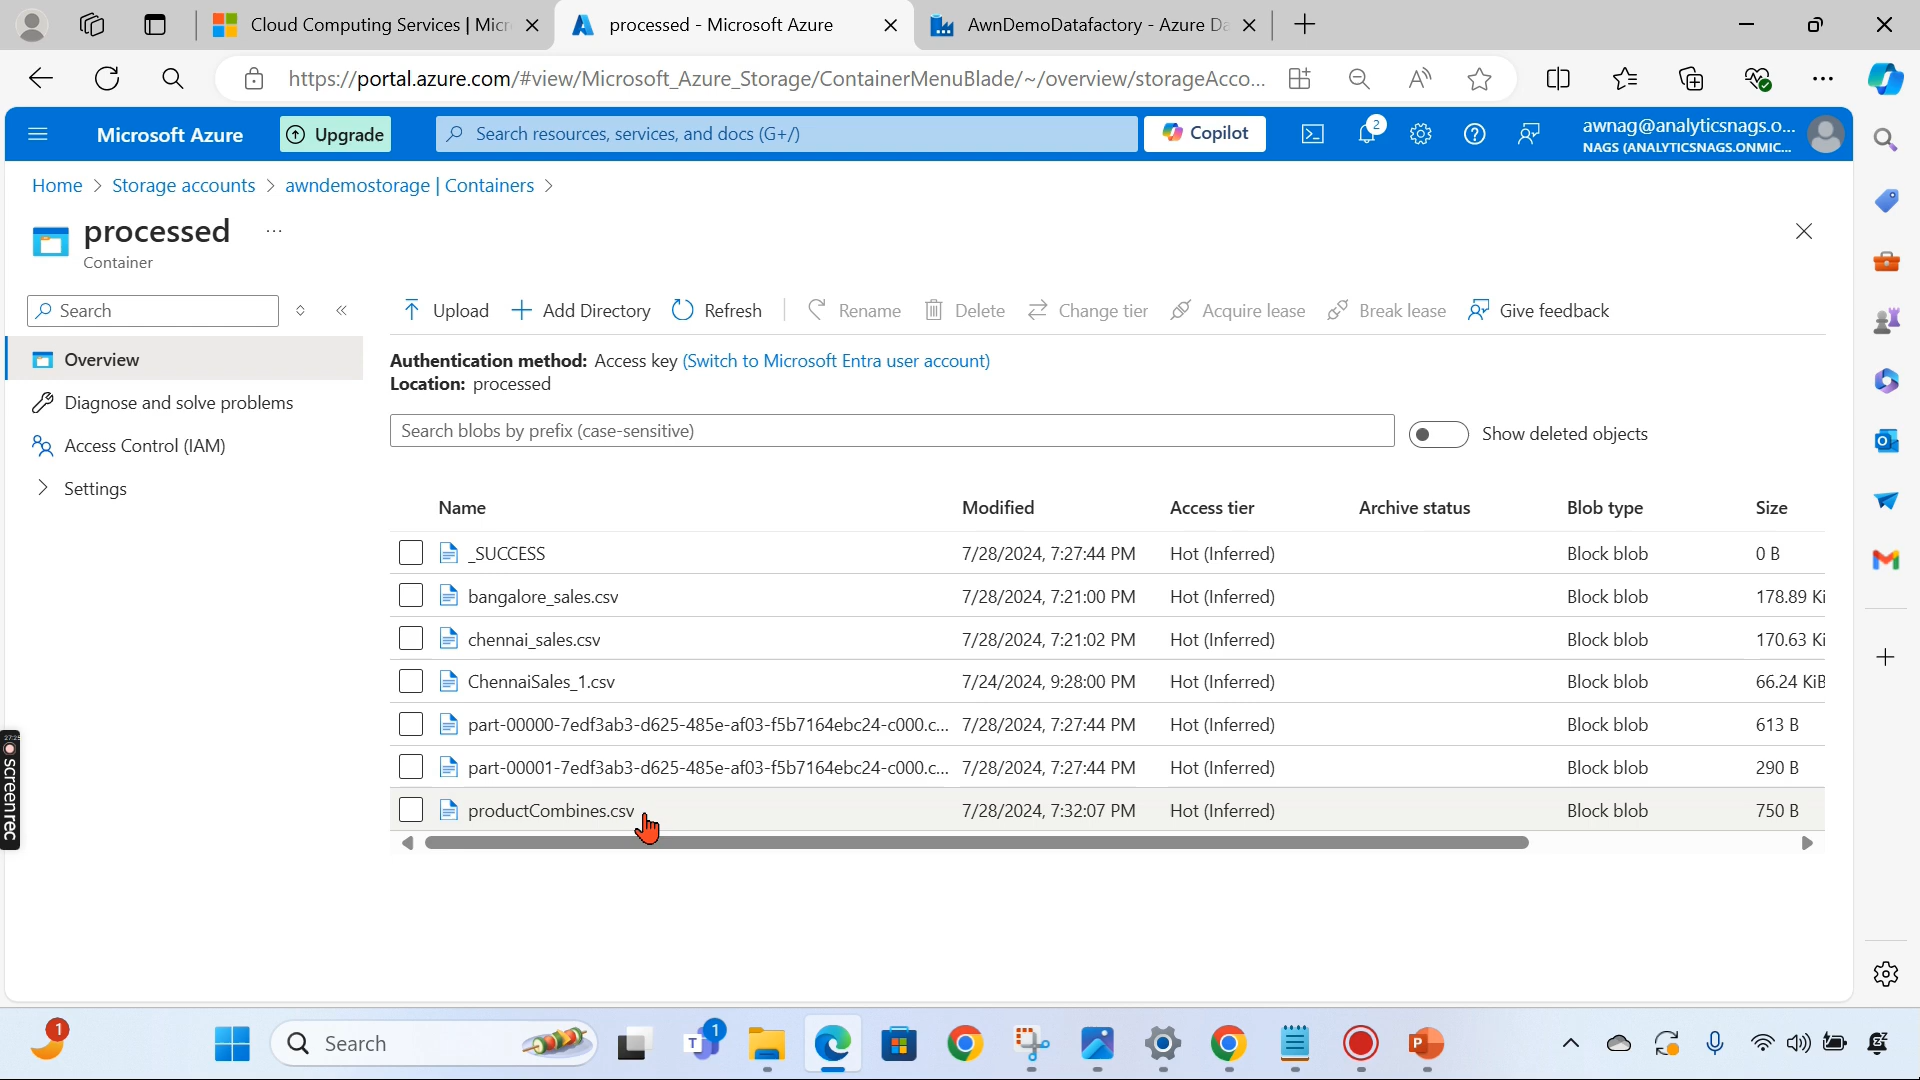 Cloud Computing Services | Micr
processed - Microsoft Azure
AwnDemoDatafactory - Azure Da
https://portal.azure.com/#view/Microsoft_Azure_Storage/ContainerMenuBlade/~/overview/storageAcco...
Microsoft Azure
Upgrade
Search resources, services, and docs (G+/)
Copilot
2
awnag@analyticsnags.o...
NAGS (ANALYTICSNAGS.ONMIC...
Home > Storage accounts > awndemostorage | Containers >
processed ...
Container
Search
Upload
Add Directory
Refresh
Rename
Delete
Change tier
Acquire lease
Break lease
Give feedback
Overview
Diagnose and solve problems
Access Control (IAM)
Settings
Authentication method: Access key (Switch to Microsoft Entra user account)
Location: processed
Search blobs by prefix (case-sensitive)
Show deleted objects
Name Modified Access tier Archive status Blob type Size
_SUCCESS 7/28/2024, 7:27:44 PM Hot (Inferred) Block blob 0 B
bangalore_sales.csv 7/28/2024, 7:21:00 PM Hot (Inferred) Block blob 178.89 Ki
chennai_sales.csv 7/28/2024, 7:21:02 PM Hot (Inferred) Block blob 170.63 Ki
ChennaiSales_1.csv 7/24/2024, 9:28:00 PM Hot (Inferred) Block blob 66.24 KiB
part-00000-7edf3ab3-d625-485e-af03-f5b7164ebc24-c000.c... 7/28/2024, 7:27:44 PM Hot (Inferred) Block blob 613 B
part-00001-7edf3ab3-d625-485e-af03-f5b7164ebc24-c000.c... 7/28/2024, 7:27:44 PM Hot (Inferred) Block blob 290 B
productCombines.csv 7/28/2024, 7:32:07 PM Hot (Inferred) Block blob 750 B
screenrec
1
Search
1